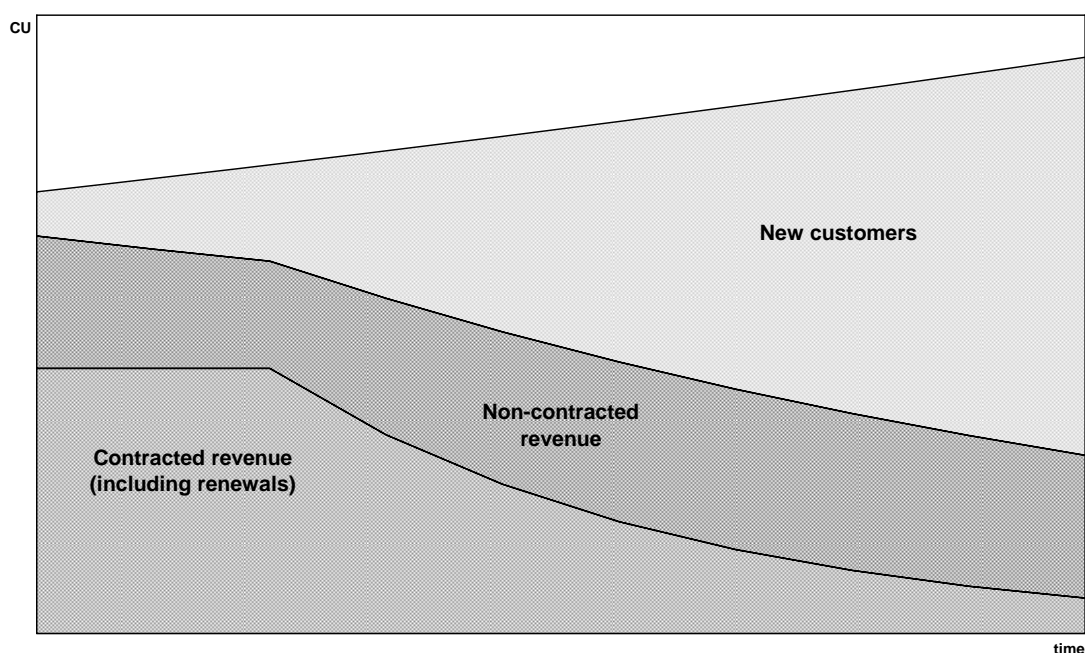 CU
New customers
Non-contracted
revenue
Contracted revenue
(including renewals)
time